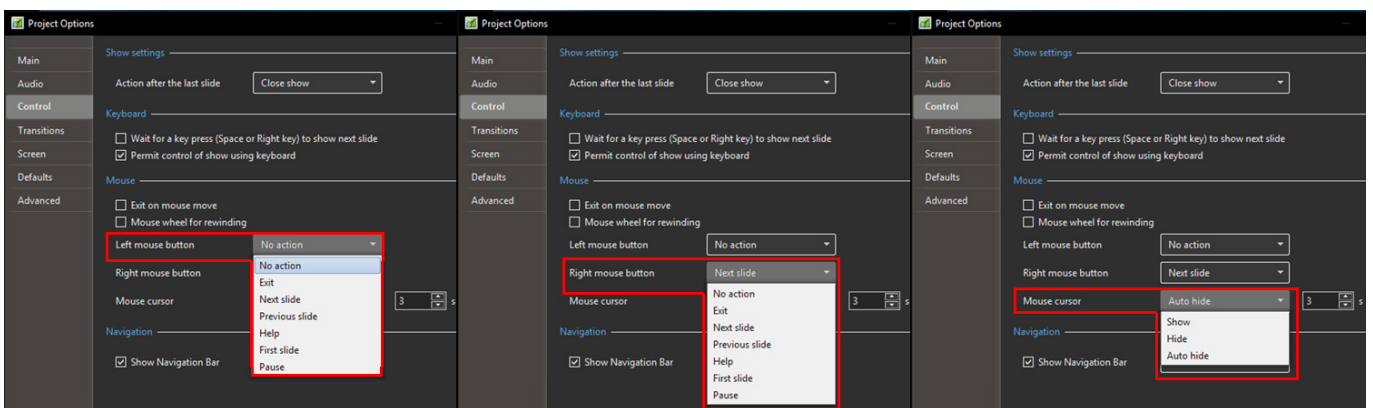 Project Options
Main
Audio
Control
Transitions
Screen
Defaults
Advanced
Show settings
Action after the last slide Close show
Keyboard
Wait for a key press (Space or Right key) to show next slide
Permit control of show using keyboard
Mouse
Exit on mouse move
Mouse wheel for rewinding
Left mouse button No action
No action
Exit
Next slide
Previous slide
Help
First slide
Pause
Right mouse button
Mouse cursor 3 s
Navigation
Show Navigation Bar
Project Options
Main
Audio
Control
Transitions
Screen
Defaults
Advanced
Show settings
Action after the last slide Close show
Keyboard
Wait for a key press (Space or Right key) to show next slide
Permit control of show using keyboard
Mouse
Exit on mouse move
Mouse wheel for rewinding
Left mouse button No action
Right mouse button Next slide
No action
Exit
Next slide
Previous slide
Help
First slide
Pause
Mouse cursor 3 s
Navigation
Show Navigation Bar
Project Options
Main
Audio
Control
Transitions
Screen
Defaults
Advanced
Show settings
Action after the last slide Close show
Keyboard
Wait for a key press (Space or Right key) to show next slide
Permit control of show using keyboard
Mouse
Exit on mouse move
Mouse wheel for rewinding
Left mouse button No action
Right mouse button Next slide
Mouse cursor Auto hide 3 s
Show
Hide
Auto hide
Navigation
Show Navigation Bar